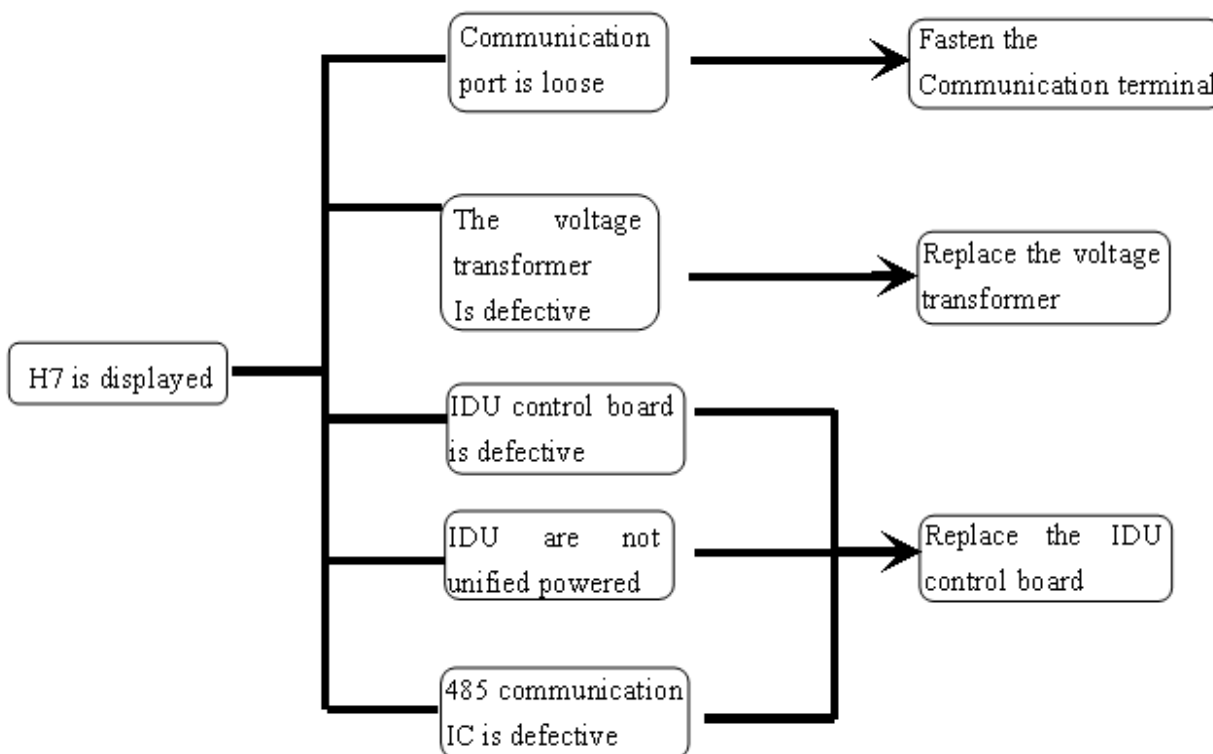 Communication
port is loose
Fasten the
Communication terminal
The voltage
transformer
Is defective
Replace the voltage
transformer
H7 is displayed
IDU control board
is defective
IDU are not
unified powered
Replace the IDU
control board
485 communication
IC is defective